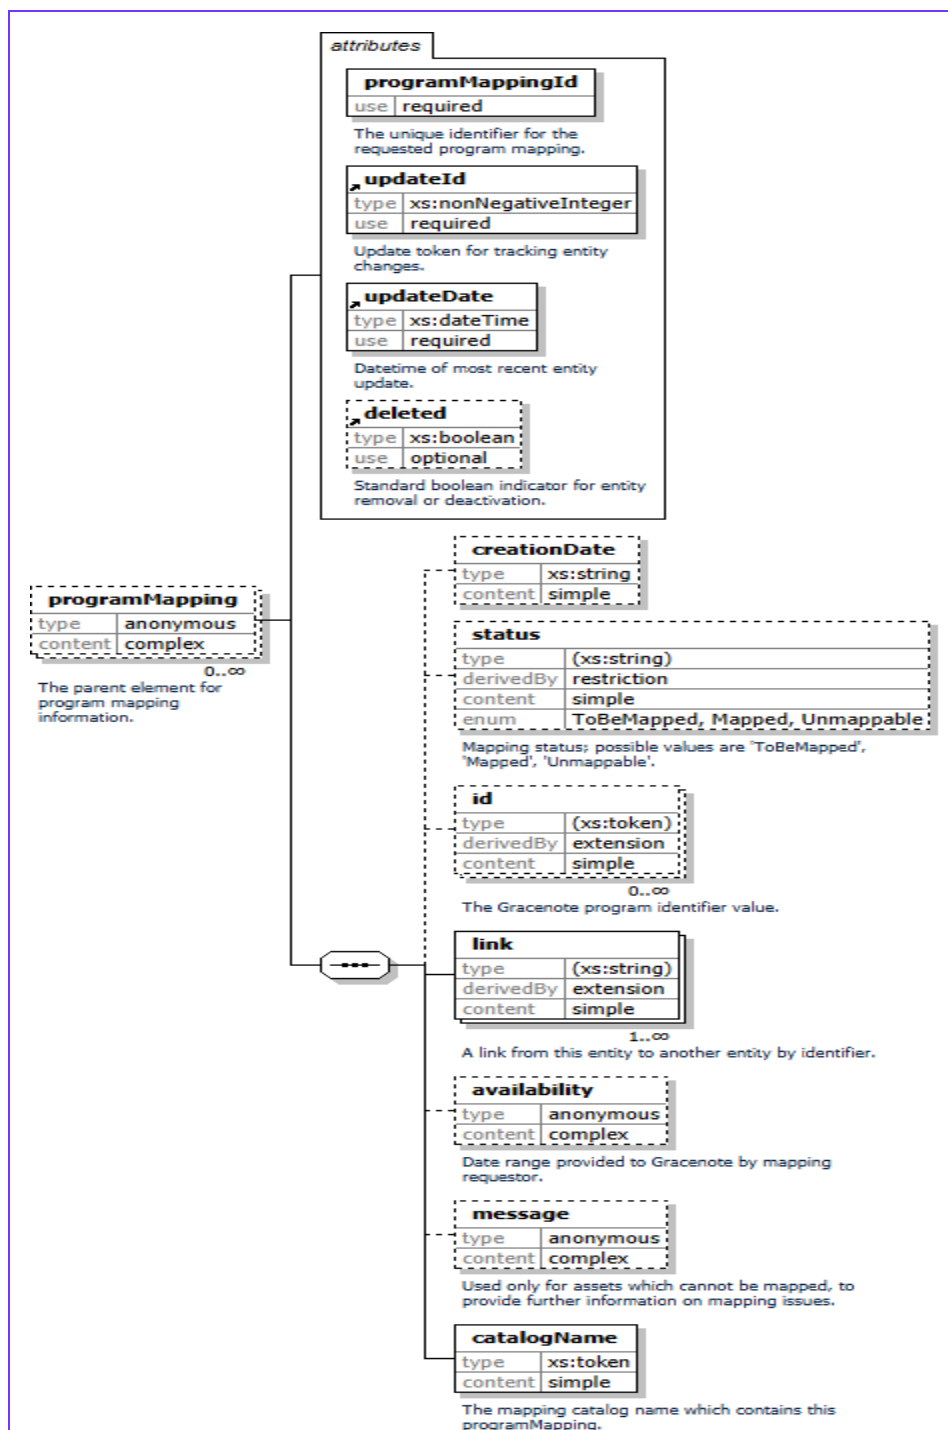 attributes
programMappingId
use required
The unique identifier for the
requested program mapping.
updateId
type xs:nonNegativeInteger
use required
Update token for tracking entity
changes.
updateDate
type xs:dateTime
use required
Datetime of most recent entity
update.
deleted
type xs:boolean
use optional
Standard boolean indicator for entity
removal or deactivation.
programMapping
type anonymous
content complex
0..∞
The parent element for
program mapping
information.
creationDate
type xs:string
content simple
status
type (xs:string)
derivedBy restriction
content simple
enum ToBeMapped, Mapped, Unmappable
Mapping status; possible values are 'ToBeMapped',
'Mapped', 'Unmappable'.
id
type (xs:token)
derivedBy extension
content simple
0..∞
The Gracenote program identifier value.
link
type (xs:string)
derivedBy extension
content simple
1..∞
A link from this entity to another entity by identifier.
availability
type anonymous
content complex
Date range provided to Gracenote by mapping
requestor.
message
type anonymous
content complex
Used only for assets which cannot be mapped, to
provide further information on mapping issues.
catalogName
type xs:token
content simple
The mapping catalog name which contains this
programMapping.